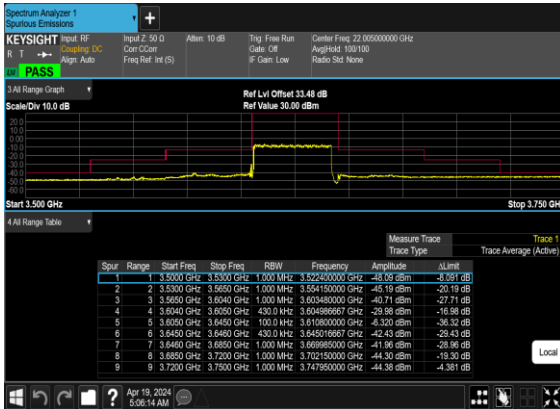 Spectrum Analyzer 1
Spurious Emissions
+
KEYSIGHT Input: RF Input Z: 50 Ω Atten: 10 dB Trig: Free Run Center Freq: 22.005000000 GHz
R T Coupling: DC Corr CCorr Gate: Off Avg|Hold: 100/100
Align: Auto Freq Ref: Int (S) IF Gain: Low Radio Std: None
LXI PASS
3 All Range Graph Ref Lvl Offset 33.48 dB
Scale/Div 10.0 dB Ref Value 30.00 dBm
20.0
10.0
0.00
-10.0
-20.0
-30.0
-40.0
-50.0
-60.0
Start 3.500 GHz Stop 3.750 GH
4 All Range Table
Measure Trace Trace 1
Trace Type Trace Average (Active)
Spur Range Start Freq Stop Freq RBW Frequency Amplitude ΔLimit
1 1 3.5000 GHz 3.5300 GHz 1.000 MHz 3.522400000 GHz -48.09 dBm -8.091 dB
2 2 3.5300 GHz 3.5650 GHz 1.000 MHz 3.554150000 GHz -45.19 dBm -20.19 dB
3 3 3.5650 GHz 3.6040 GHz 1.000 MHz 3.603480000 GHz -40.71 dBm -27.71 dB
4 4 3.6040 GHz 3.6050 GHz 430.0 kHz 3.604986667 GHz -29.98 dBm -16.98 dB
5 5 3.6050 GHz 3.6450 GHz 100.0 kHz 3.610800000 GHz -6.320 dBm -36.32 dB
6 6 3.6450 GHz 3.6460 GHz 430.0 kHz 3.645016667 GHz -42.43 dBm -29.43 dB
7 7 3.6460 GHz 3.6850 GHz 1.000 MHz 3.669985000 GHz -41.96 dBm -28.96 dB
8 8 3.6850 GHz 3.7200 GHz 1.000 MHz 3.702150000 GHz -44.30 dBm -19.30 dB
9 9 3.7200 GHz 3.7500 GHz 1.000 MHz 3.747950000 GHz -44.38 dBm -4.381 dB
Local
? Apr 19, 2024
5:06:14 AM